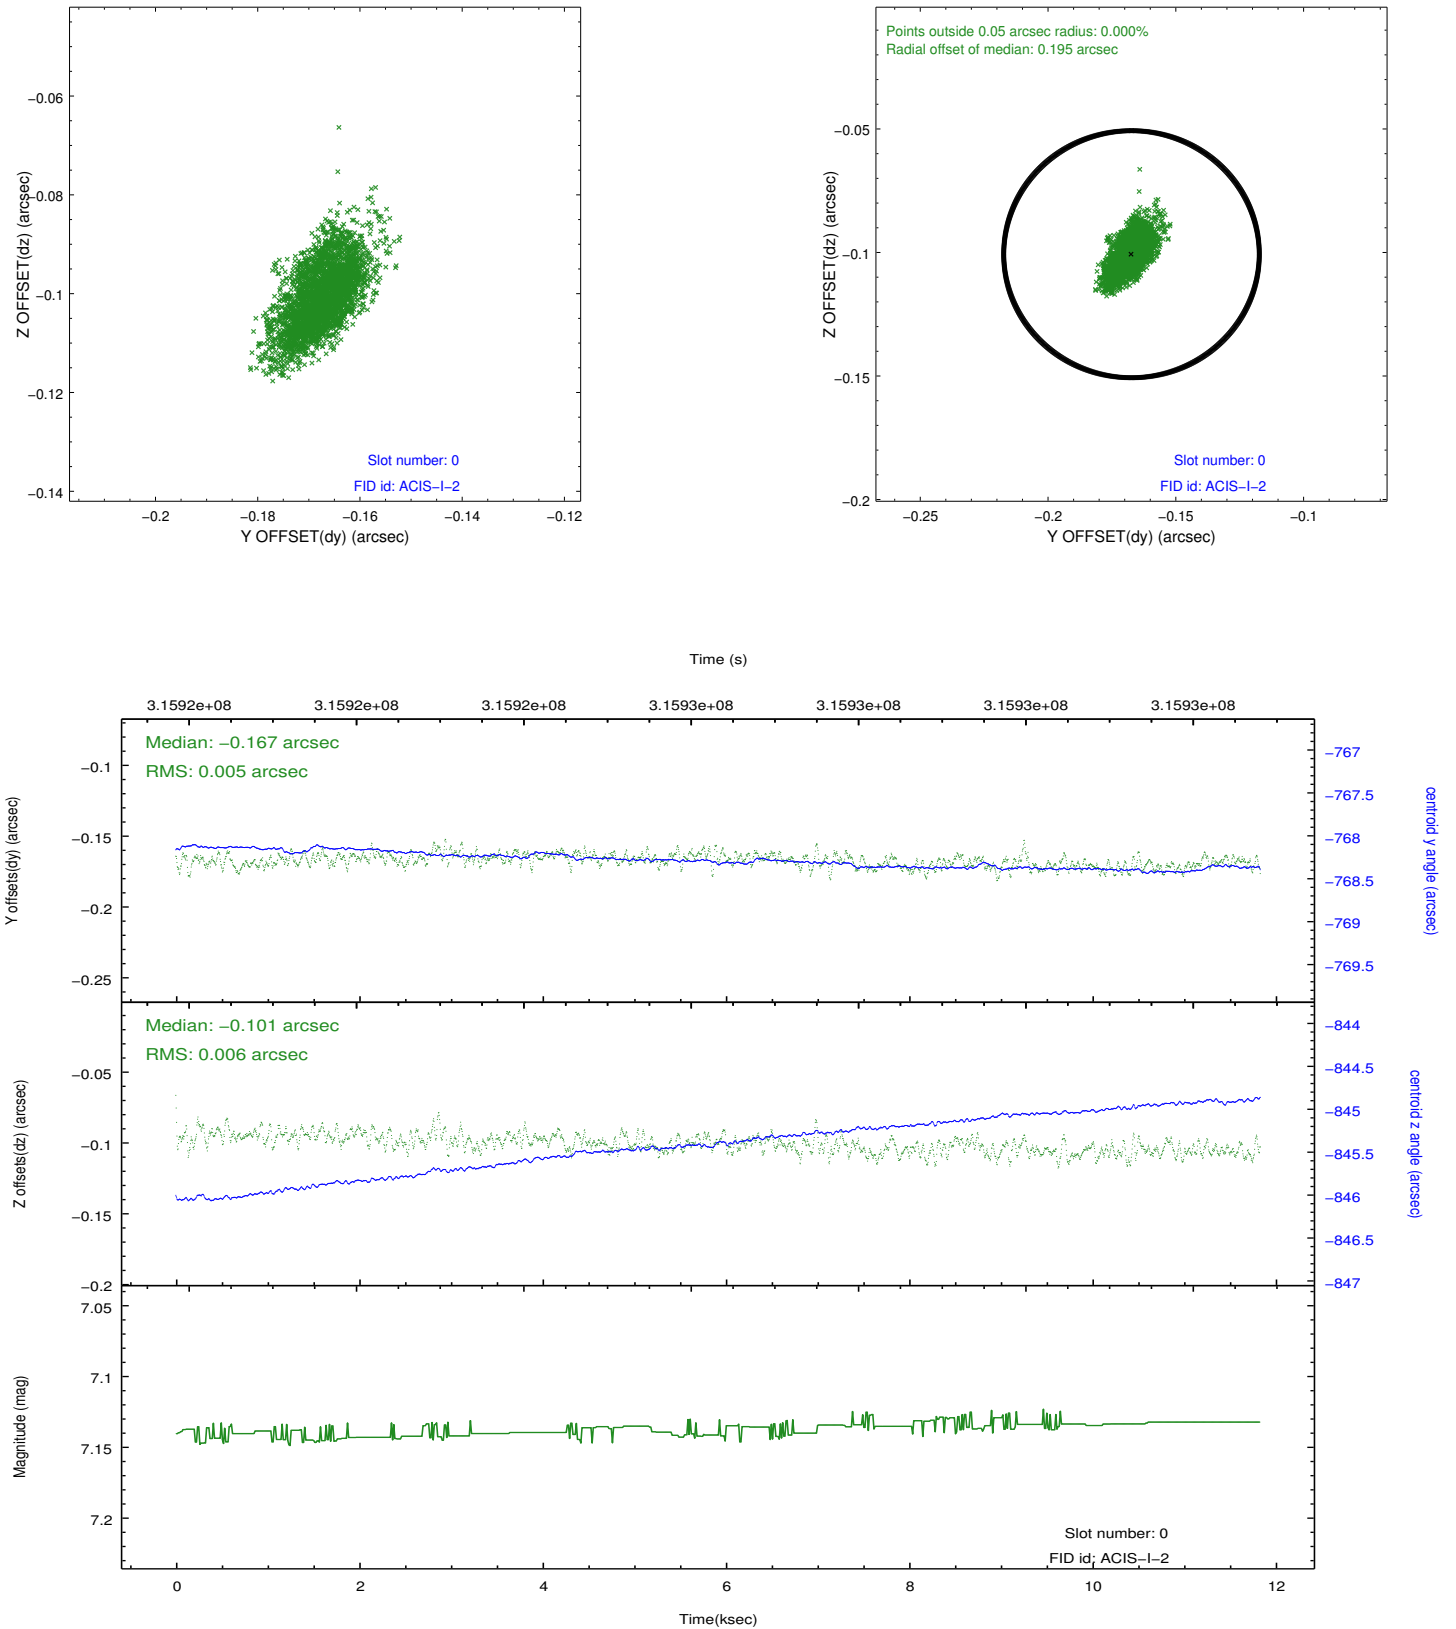 −0.06
−0.08
−0.1
−0.12
−0.14
Z OFFSET(dz) (arcsec)
Slot number: 0
FID id: ACIS−I−2
−0.2
−0.18
−0.16
−0.14
−0.12
Y OFFSET(dy) (arcsec)
Points outside 0.05 arcsec radius: 0.000%
Radial offset of median: 0.195 arcsec
−0.05
−0.1
−0.15
−0.2
Z OFFSET(dz) (arcsec)
Slot number: 0
FID id: ACIS−I−2
−0.25
−0.2
−0.15
−0.1
Y OFFSET(dy) (arcsec)
Time (s)
3.1592e+08
3.1592e+08
3.1592e+08
3.1593e+08
3.1593e+08
3.1593e+08
3.1593e+08
Median: −0.167 arcsec
RMS: 0.005 arcsec
−0.1
−0.15
−0.2
−0.25
Y offsets(dy) (arcsec)
−767
−767.5
−768
−768.5
−769
−769.5
centroid y angle (arcsec)
Median: −0.101 arcsec
RMS: 0.006 arcsec
−0.05
−0.1
−0.15
−0.2
Z offsets(dz) (arcsec)
−844
−844.5
−845
−845.5
−846
−846.5
−847
centroid z angle (arcsec)
7.05
7.1
7.15
7.2
Magnitude (mag)
Slot number: 0
FID id: ACIS−I−2
0
2
4
6
8
10
12
Time(ksec)